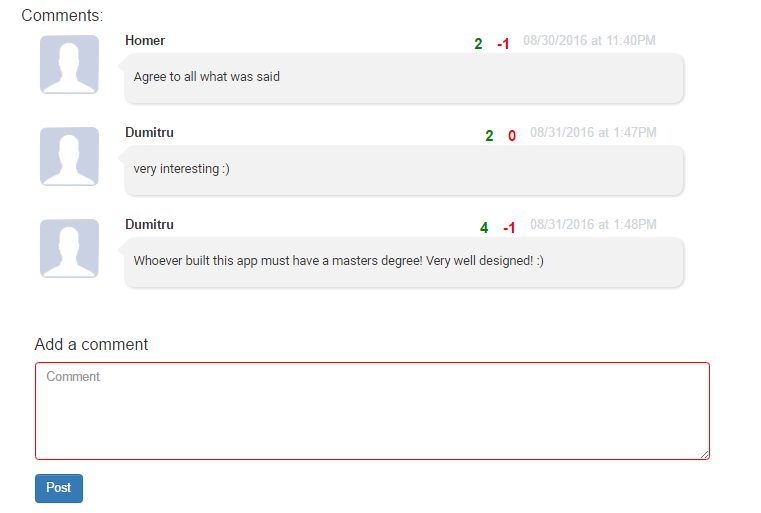 Comments:
Homer 2 -1 08/30/2016 at 11:40PM
Agree to all what was said
Dumitru 2 0 08/31/2016 at 1:47PM
very interesting :)
Dumitru 4 -1 08/31/2016 at 1:48PM
Whoever built this app must have a masters degree! Very well designed! :)
Add a comment
Comment
Post